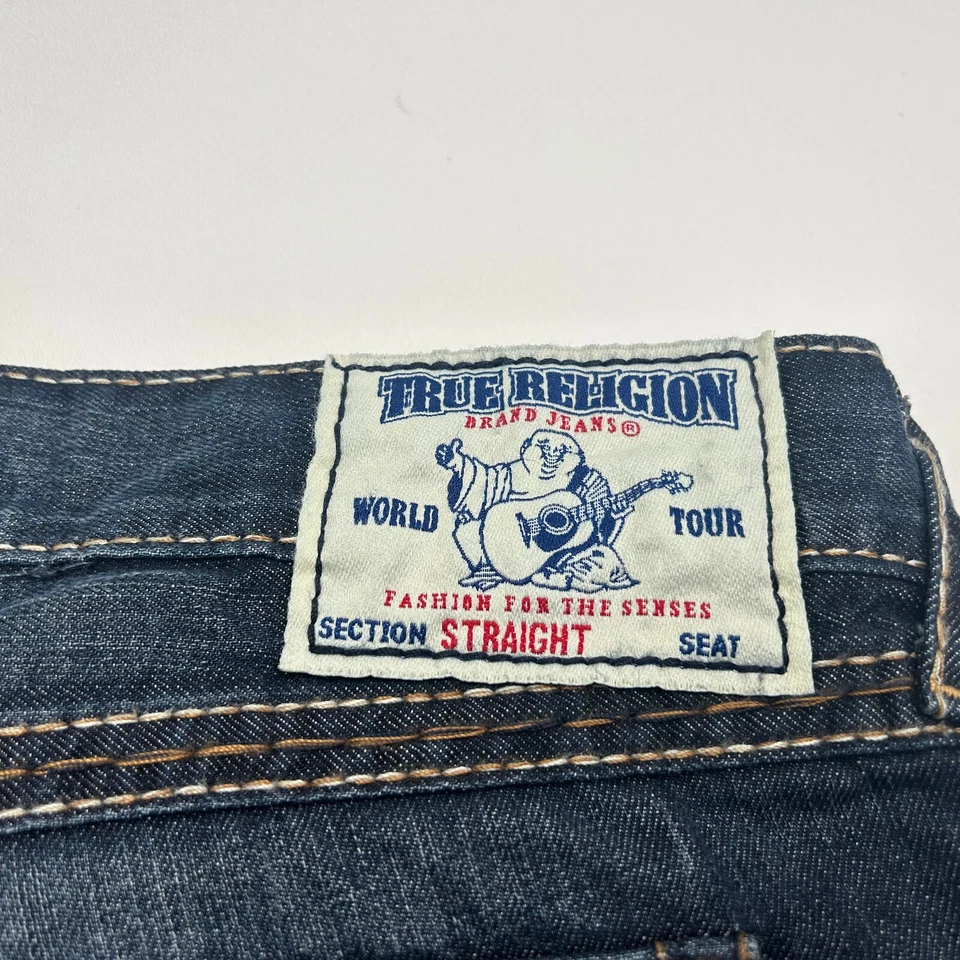 TRUE RELIGION
BRAND JEANS®
WORLD TOUR
FASHION FOR THE SENSES
SECTION STRAIGHT SEAT